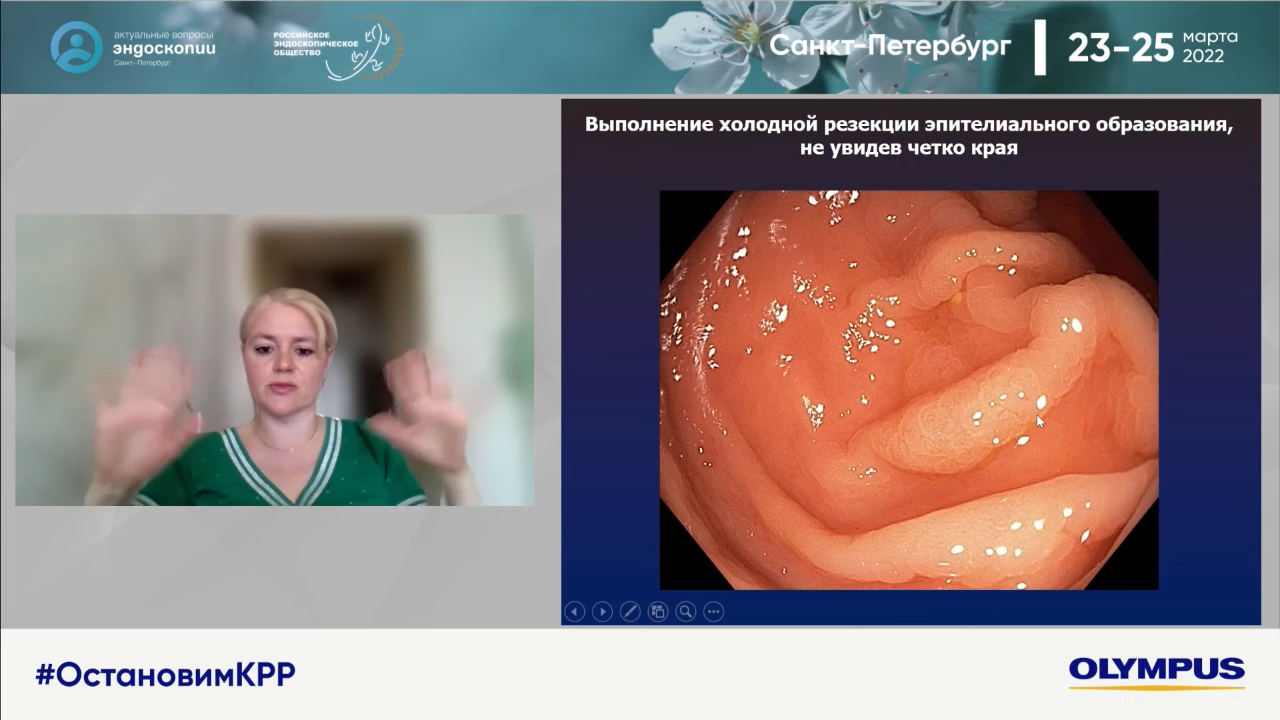 актуальные вопросы
эндоскопии
Санкт-Петербург
РОССИЙСКОЕ
ЭНДОСКОПИЧЕСКОЕ
ОБЩЕСТВО
Санкт-Петербург
23-25
марта
2022
Выполнение холодной резекции эпителиального образования,
не увидев четко края
#ОстановимКРР
OLYMPUS